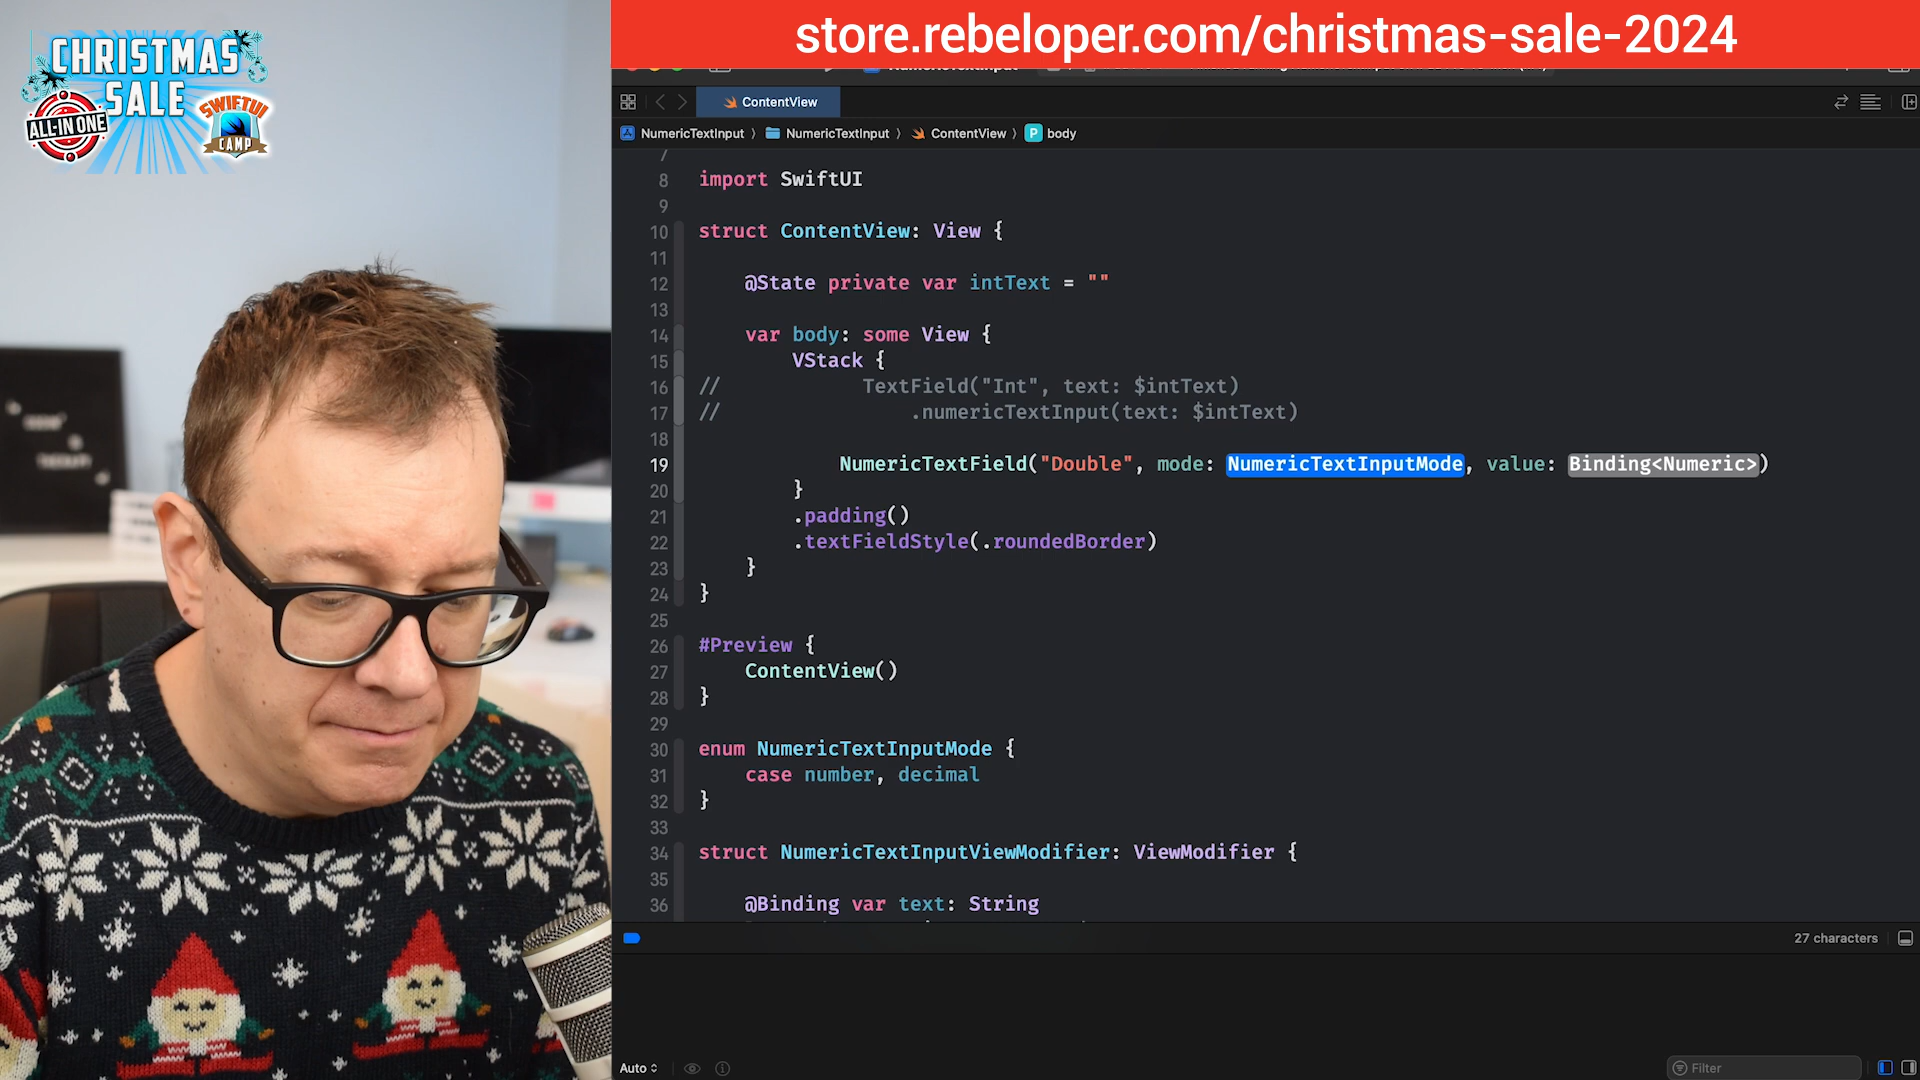 store.rebeloper.com/christmas-sale-2024
CHRISTMAS
SALE
ALL-IN ONE
SWIFTUI
CAMP
ContentView
NumericTextInput 〉 NumericTextInput 〉 ContentView 〉 P body
7
8 import SwiftUI
9
10 struct ContentView: View {
11
12 @State private var intText = ""
13
14 var body: some View {
15 VStack {
16 // TextField("Int", text: $intText)
17 // .numericTextInput(text: $intText)
18
19 NumericTextField("Double", mode: NumericTextInputMode, value: Binding<Numeric>)
20 }
21 .padding()
22 .textFieldStyle(.roundedBorder)
23 }
24 }
25
26 #Preview {
27 ContentView()
28 }
29
30 enum NumericTextInputMode {
31 case number, decimal
32 }
33
34 struct NumericTextInputViewModifier: ViewModifier {
35
36 @Binding var text: String
27 characters
Auto
Filter